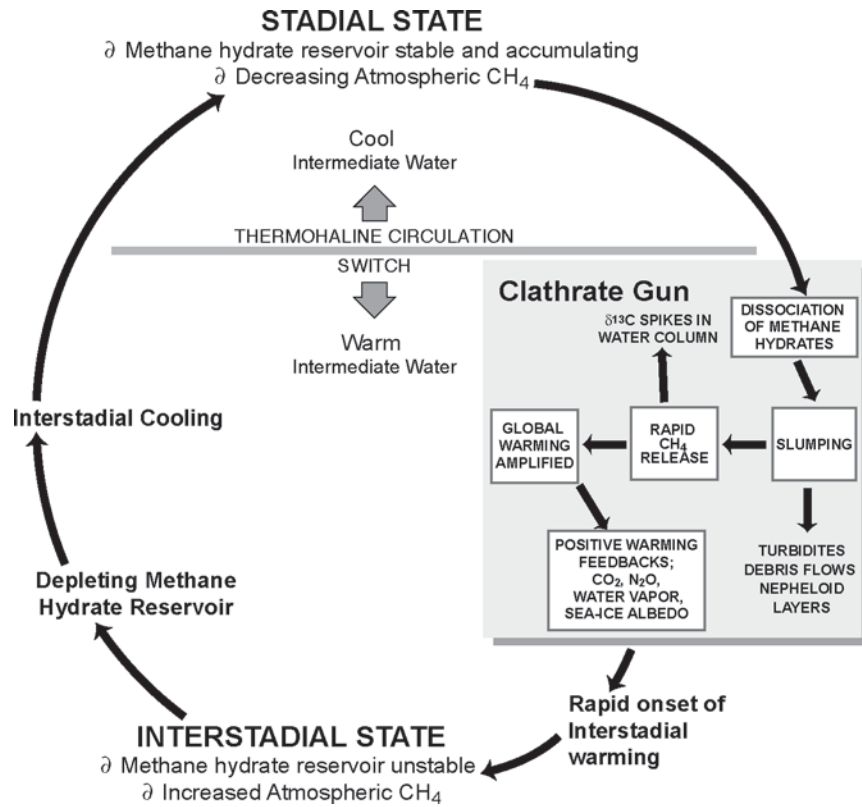 STADIAL STATE
∂ Methane hydrate reservoir stable and accumulating
∂ Decreasing Atmospheric CH₄
Cool
Intermediate Water
THERMOHALINE CIRCULATION
SWITCH
Warm
Intermediate Water
Clathrate Gun
δ¹³C SPIKES IN
WATER COLUMN
DISSOCIATION
OF METHANE
HYDRATES
GLOBAL
WARMING
AMPLIFIED
RAPID
CH₄
RELEASE
SLUMPING
POSITIVE WARMING
FEEDBACKS;
CO₂, N₂O,
WATER VAPOR,
SEA-ICE ALBEDO
TURBIDITES
DEBRIS FLOWS
NEPHELOID
LAYERS
Rapid onset of
Interstadial
warming
INTERSTADIAL STATE
∂ Methane hydrate reservoir unstable
∂ Increased Atmospheric CH₄
Depleting Methane
Hydrate Reservoir
Interstadial Cooling